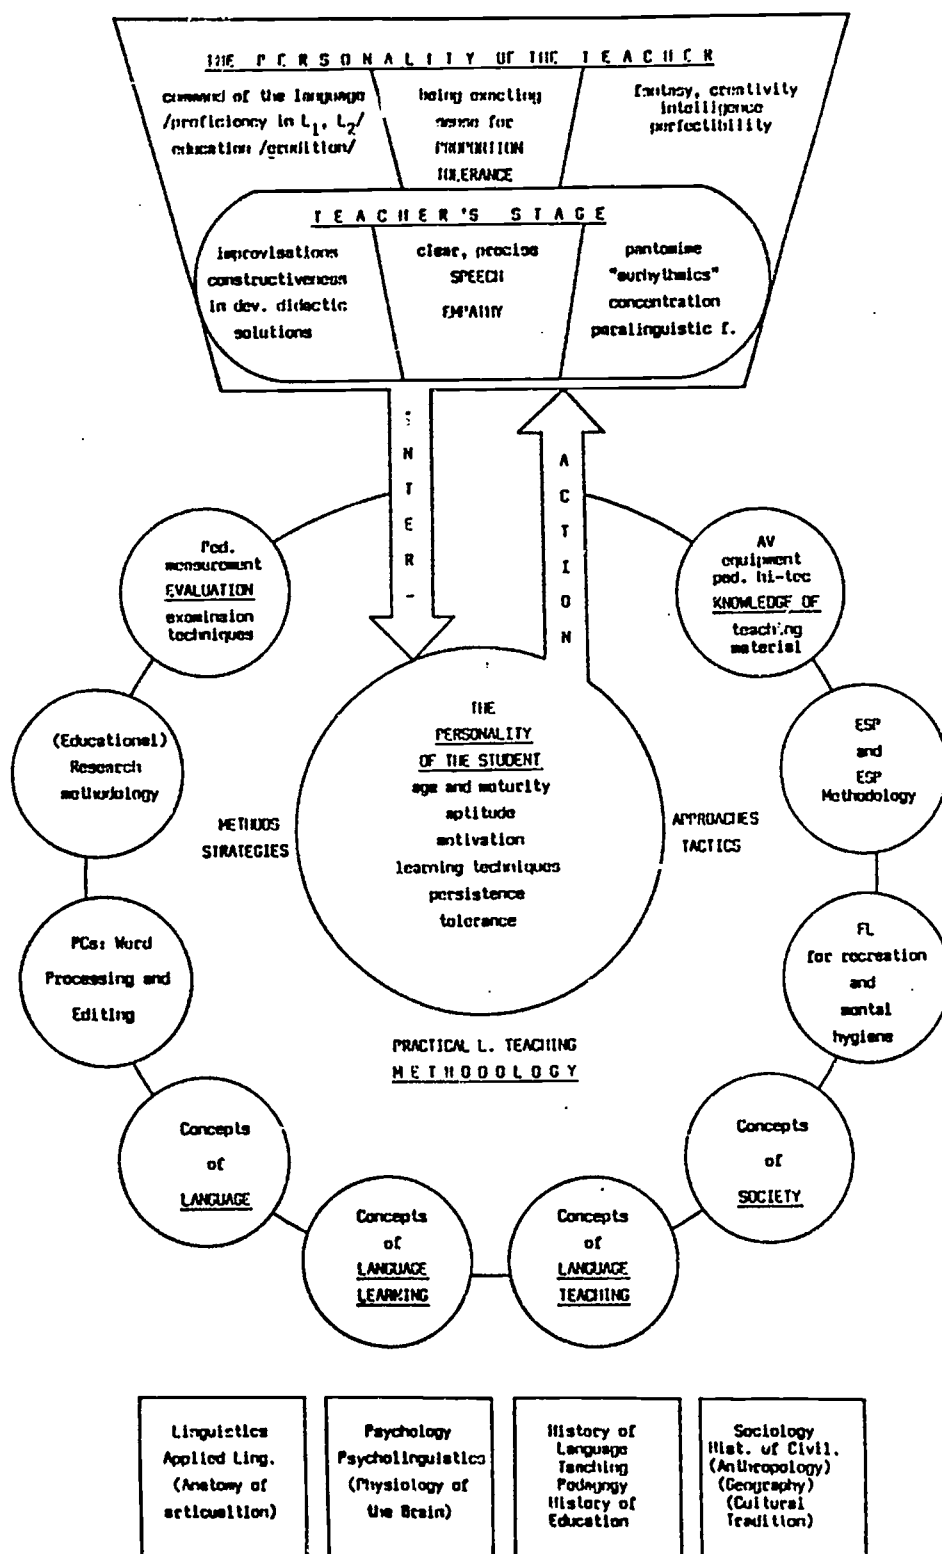 THE PERSONALITY OF THE TEACHER
command of the language
/proficiency in L1, L2/
education /erudition/
being exacting
sense for
PROPORTION
TOLERANCE
fantasy, creativity
intelligence
perfectibility
TEACHER'S STAGE
improvisations
constructiveness
in dev. didactic
solutions
clear, precise
SPEECH
EMPATHY
pantomime
"eurhythmics"
concentration
paralinguistic f.
INTER-
ACTION
Ped.
measurement
EVALUATION
examination
techniques
AV
equipment
ped. hi-tec
KNOWLEDGE OF
teaching
material
(Educational)
Research
methodology
ESP
and
ESP
Methodology
THE
PERSONALITY
OF THE STUDENT
age and maturity
aptitude
motivation
learning techniques
persistence
tolerance
METHODS
STRATEGIES
APPROACHES
TACTICS
PCs: Word
Processing and
Editing
FL
for recreation
and
mental
hygiene
PRACTICAL L. TEACHING
METHODOLOGY
Concepts
of
LANGUAGE
Concepts
of
LANGUAGE
LEARNING
Concepts
of
LANGUAGE
TEACHING
Concepts
of
SOCIETY
Linguistics
Applied Ling.
(Anatomy of
articualtion)
Psychology
Psycholinguistics
(Physiology of
the Brain)
History of
Language
Teaching
Pedagogy
History of
Education
Sociology
Hist. of Civil.
(Anthropology)
(Geography)
(Cultural
Tradition)